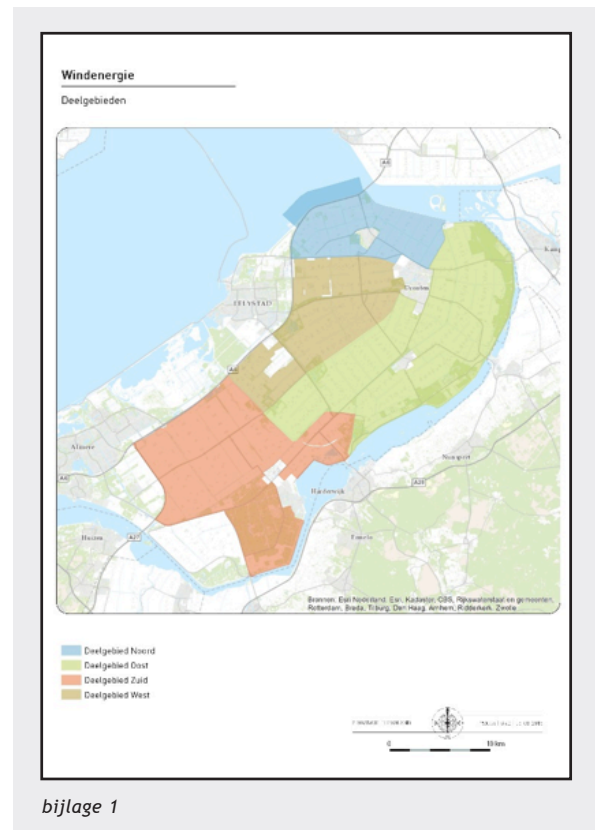 Windenergie
Deelgebieden
A6
LELYSTAD
Dronten
A6
Almere
A6
Nunspeet
Harderwijk
A28
Huizen
A27
Ermelo
Bronnen: Esri Nederland, Esri, Kadaster, CBS, Rijkswaterstaat en gemeenten:
Rotterdam, Breda, Tilburg, Den Haag, Arnhem, Ridderkerk, Zwolle
Deelgebied Noord
Deelgebied Oost
Deelgebied Zuid
Deelgebied West
0
10 km
bijlage 1